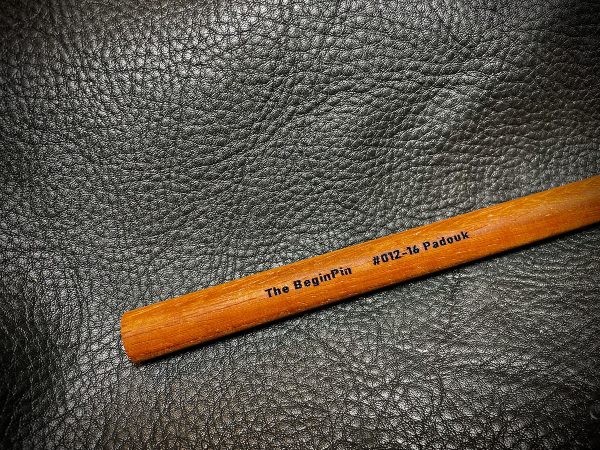 The BeginPin #012-16 Padouk